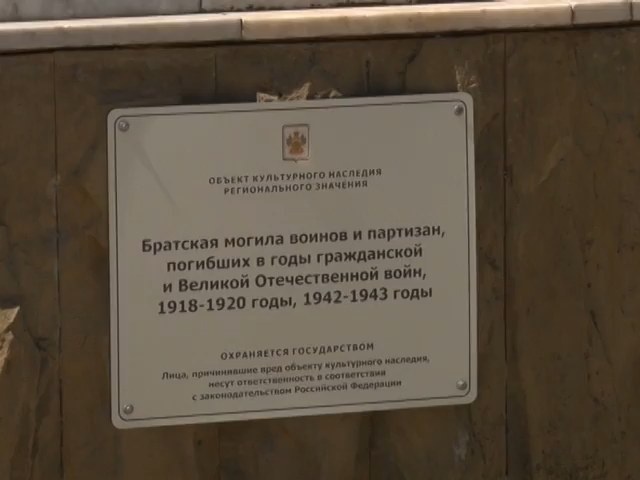 ОБЪЕКТ КУЛЬТУРНОГО НАСЛЕДИЯ
РЕГИОНАЛЬНОГО ЗНАЧЕНИЯ
Братская могила воинов и партизан,
погибших в годы гражданской
и Великой Отечественной войн,
1918-1920 годы, 1942-1943 годы
ОХРАНЯЕТСЯ ГОСУДАРСТВОМ
Лица, причинившие вред объекту культурного наследия,
несут ответственность в соответствии
с законодательством Российской Федерации